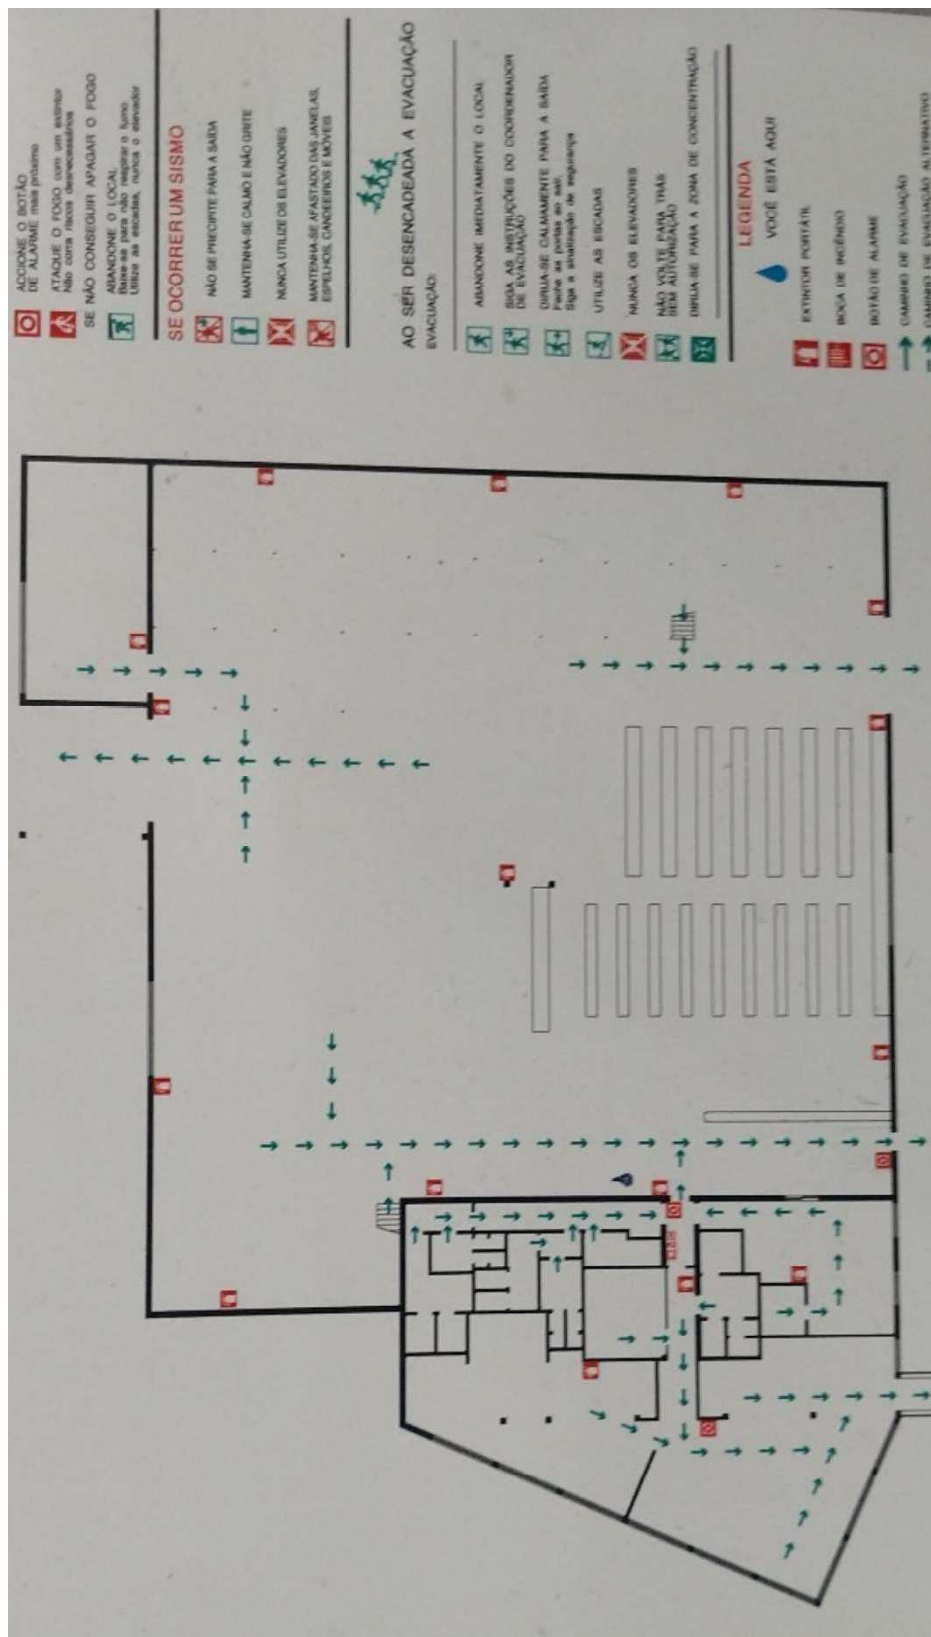 ACCIONE O BOTÃO
DE ALARME mais próximo
ATAQUE O FOGO com um extintor
Não corra riscos desnecessários
SE NÃO CONSEGUIR APAGAR O FOGO
ABANDONE O LOCAL
Baixe-se para não respirar o fumo
Utilize as escadas, nunca o elevador
SE OCORRER UM SISMO
NÃO SE PRECIPITE PARA A SAÍDA
MANTENHA-SE CALMO E NÃO GRITE
NUNCA UTILIZE OS ELEVADORES
MANTENHA-SE AFASTADO DAS JANELAS,
ESPELHOS, CANDEEIROS E MÓVEIS
AO SER DESENCADEADA A EVACUAÇÃO
EVACUAÇÃO:
ABANDONE IMEDIATAMENTE O LOCAL
SIGA AS INSTRUÇÕES DO COORDENADOR
DE EVACUAÇÃO
DIRIJA-SE CALMAMENTE PARA A SAÍDA
Feche as portas ao sair.
Siga a sinalização de segurança
UTILIZE AS ESCADAS
NUNCA OS ELEVADORES
NÃO VOLTE PARA TRÁS
SEM AUTORIZAÇÃO
DIRIJA-SE PARA A ZONA DE CONCENTRAÇÃO
LEGENDA
VOCÊ ESTÁ AQUI
EXTINTOR PORTÁTIL
BOCA DE INCÊNDIO
BOTÃO DE ALARME
CAMINHO DE EVACUAÇÃO
CAMINHO DE EVACUAÇÃO ALTERNATIVO